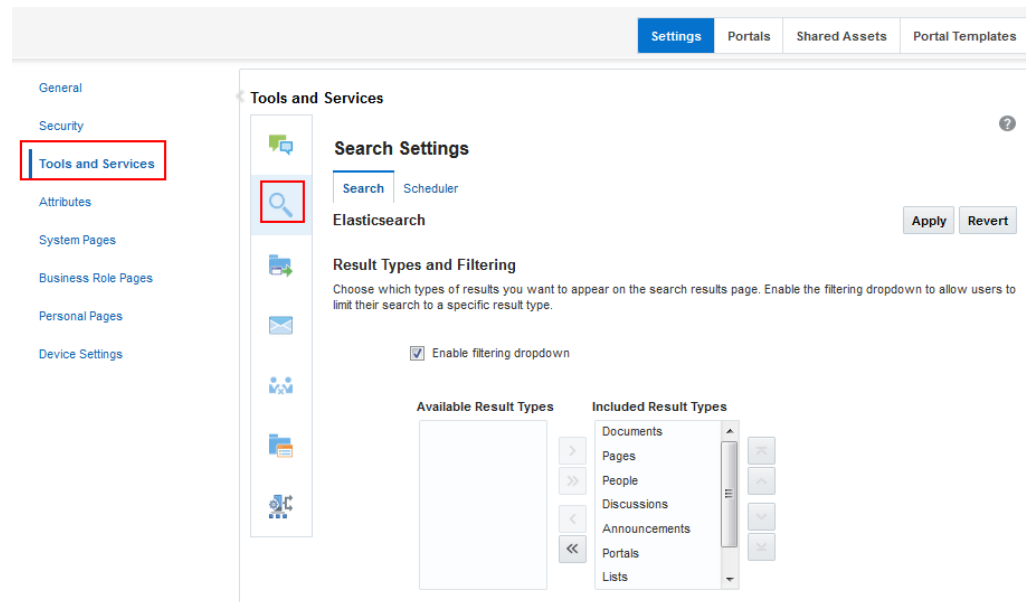 Settings
Portals
Shared Assets
Portal Templates
General
Security
Tools and Services
Attributes
System Pages
Business Role Pages
Personal Pages
Device Settings
Tools and Services
?
Search Settings
Search
Scheduler
Elasticsearch
Apply
Revert
Result Types and Filtering
Choose which types of results you want to appear on the search results page. Enable the filtering dropdown to allow users to
limit their search to a specific result type.
Enable filtering dropdown
Available Result Types
Included Result Types
Documents
Pages
People
Discussions
Announcements
Portals
Lists